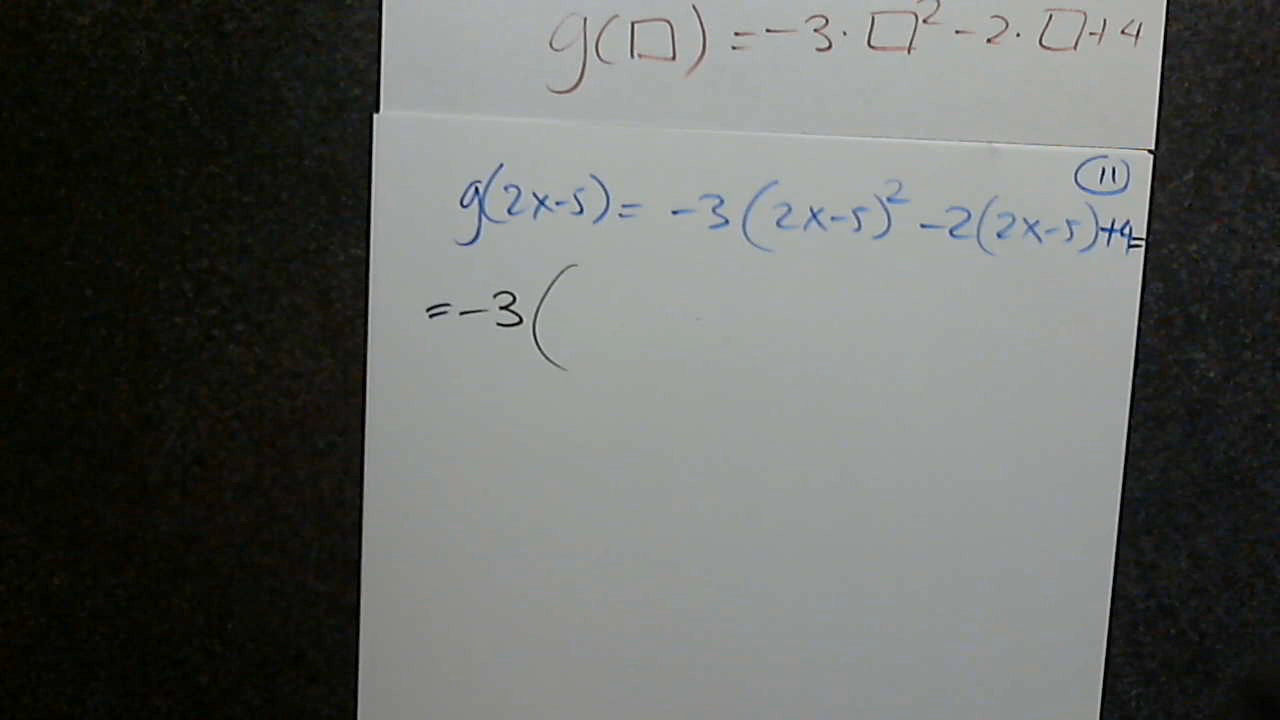 g(□) = -3·□² - 2·□+4
11
g(2x-5)= -3(2x-5)² -2(2x-5)+4=
= -3(